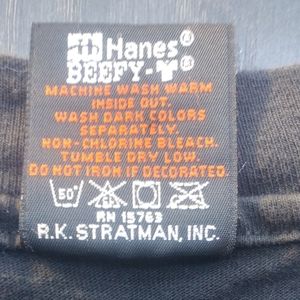 Hanes®
BEEFY-T®
MACHINE WASH WARM
INSIDE OUT.
WASH DARK COLORS
SEPARATELY.
NON-CHLORINE BLEACH.
TUMBLE DRY LOW.
DO NOT IRON IF DECORATED.
50°
RN 15763
R.K. STRATMAN, INC.